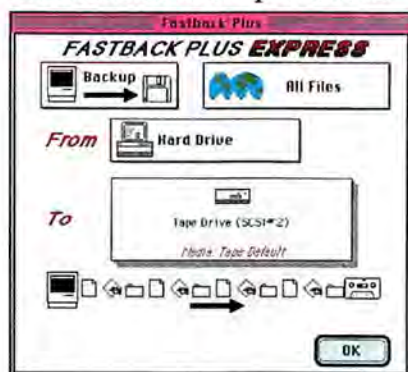 Fastback Plus
FASTBACK PLUS EXPRESS
Backup
All Files
From
Hard Drive
To
Tape Drive (SCSI#2)
Media: Tape Default
OK